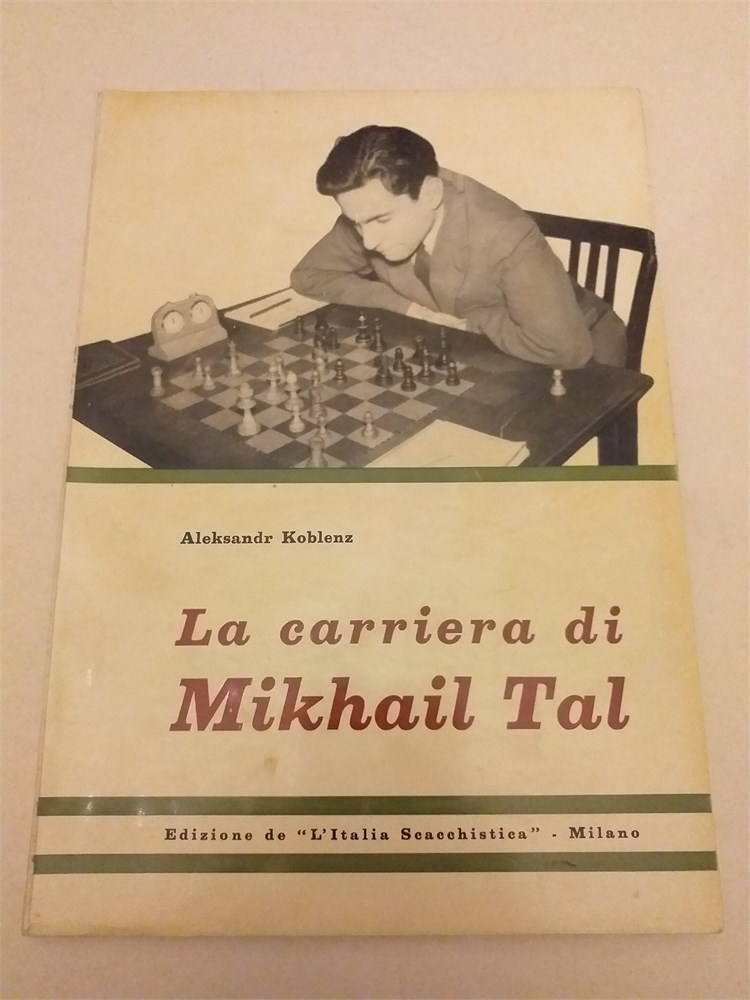 Aleksandr Koblenz
La carriera di
Mikhail Tal
Edizione de "L'Italia Scacchistica" - Milano